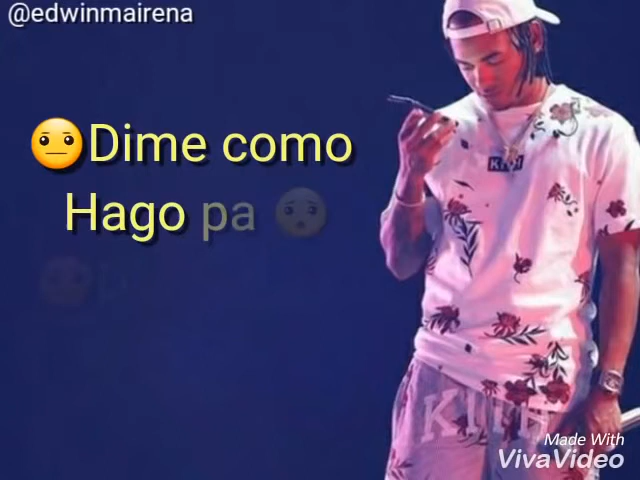 @edwinmairena
😐Dime como
Hago pa 😯
KITH
KITH
Made With
VivaVideo